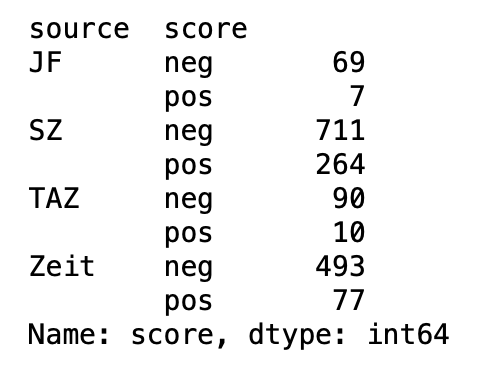 source  score
JF      neg       69
        pos        7
SZ      neg      711
        pos      264
TAZ     neg       90
        pos       10
Zeit    neg      493
        pos       77
Name: score, dtype: int64